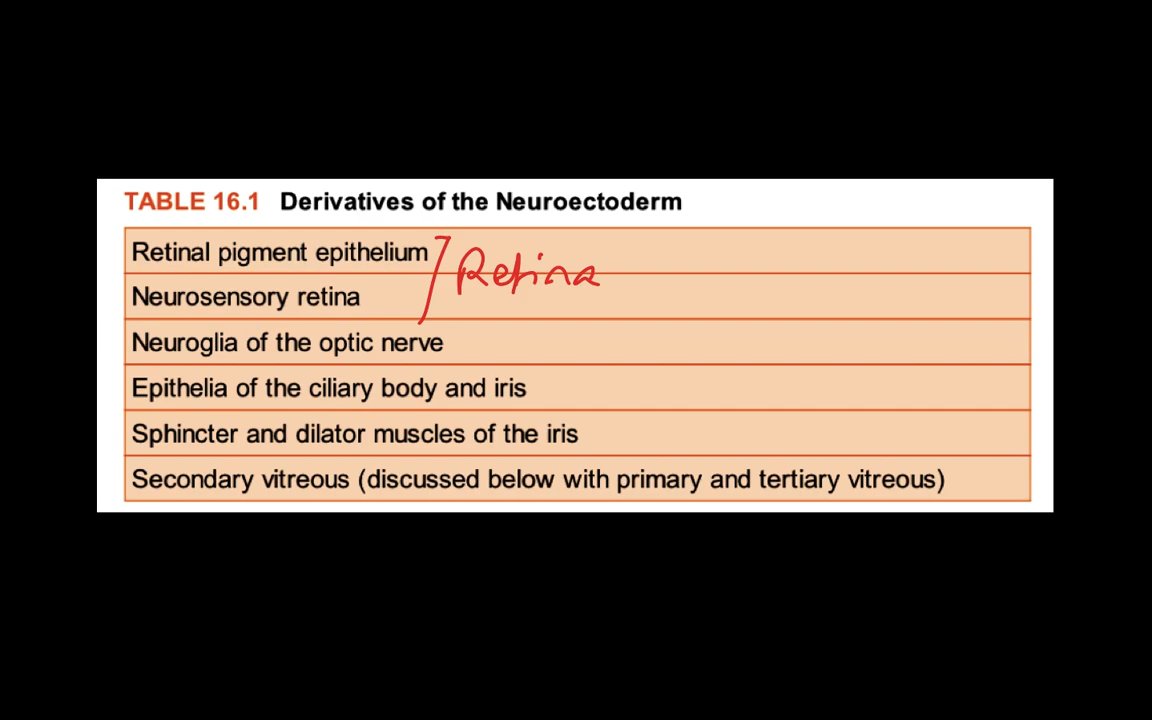 TABLE 16.1 Derivatives of the Neuroectoderm
Retinal pigment epithelium
Retina
Neurosensory retina
Neuroglia of the optic nerve
Epithelia of the ciliary body and iris
Sphincter and dilator muscles of the iris
Secondary vitreous (discussed below with primary and tertiary vitreous)